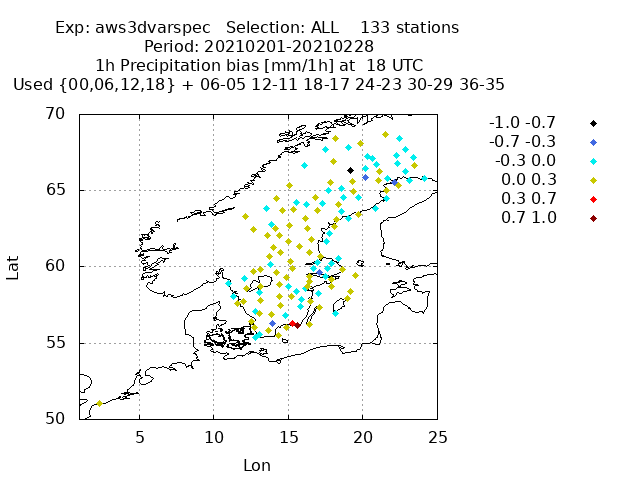 Exp: aws3dvarspec   Selection: ALL    133 stations
Period: 20210201-20210228
1h Precipitation bias [mm/1h] at  18 UTC
Used {00,06,12,18} + 06-05 12-11 18-17 24-23 30-29 36-35
-1.0 -0.7
-0.7 -0.3
-0.3 0.0
0.0 0.3
0.3 0.7
0.7 1.0
70
65
60
55
50
Lat
5 10 15 20 25
Lon